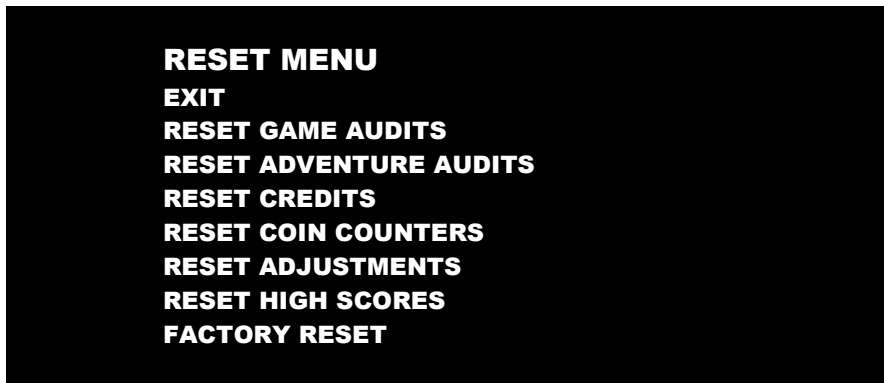 RESET MENU
EXIT
RESET GAME AUDITS
RESET ADVENTURE AUDITS
RESET CREDITS
RESET COIN COUNTERS
RESET ADJUSTMENTS
RESET HIGH SCORES
FACTORY RESET